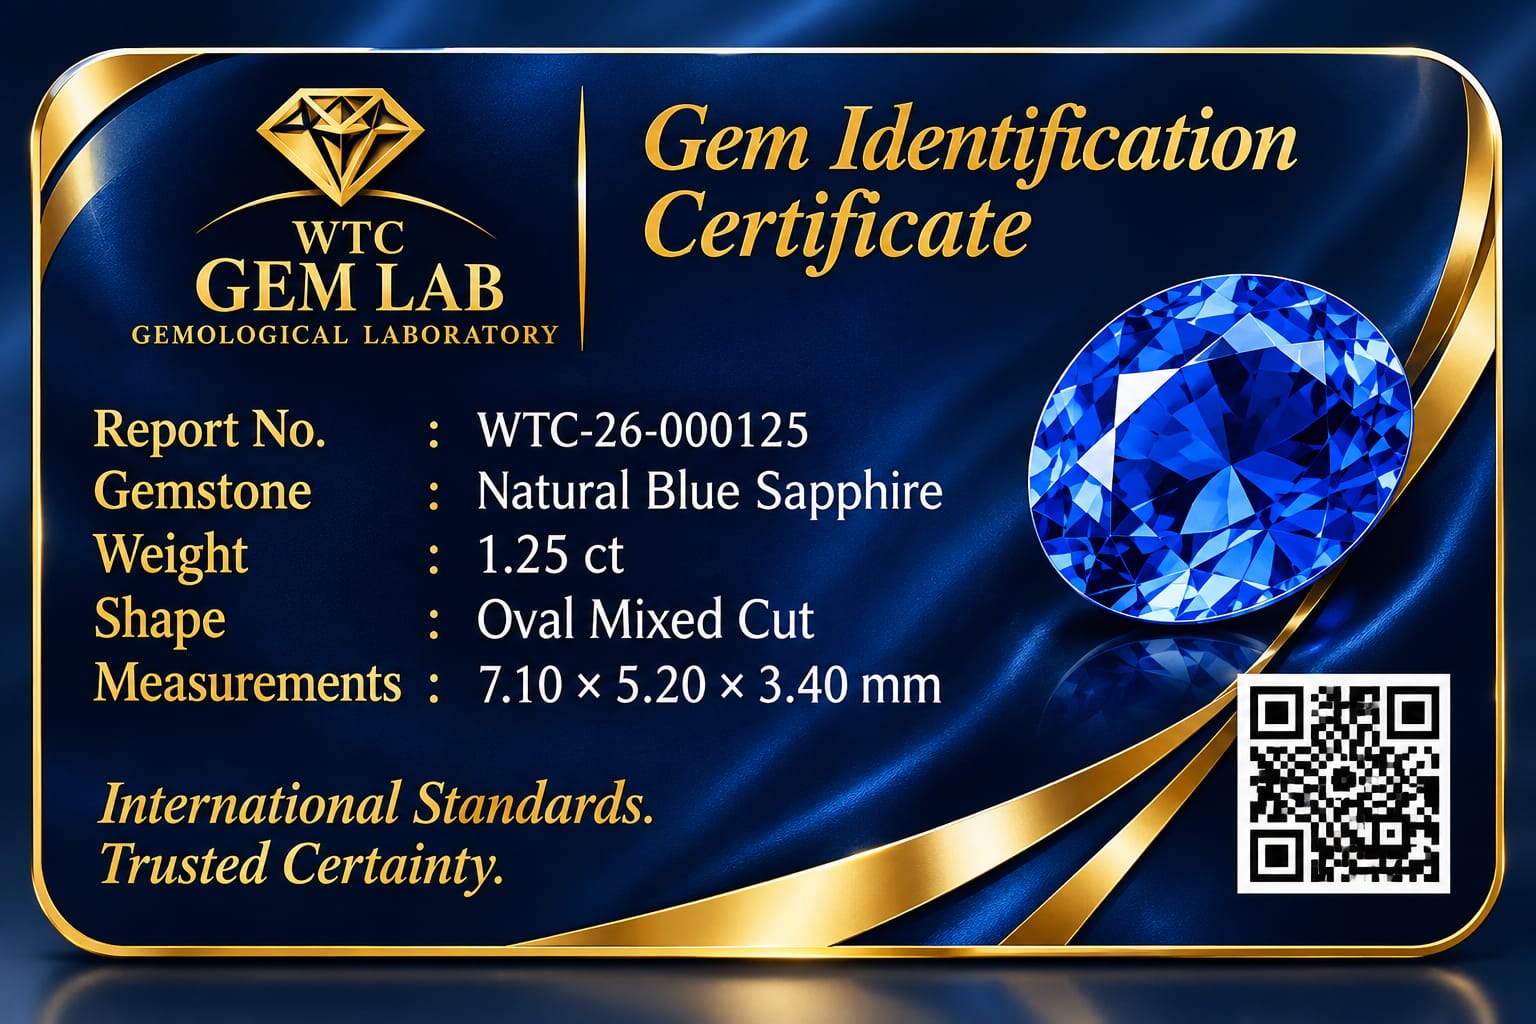 WTC
GEM LAB
GEMOLOGICAL LABORATORY
Gem Identification
Certificate
Report No. : WTC-26-000125
Gemstone : Natural Blue Sapphire
Weight : 1.25 ct
Shape : Oval Mixed Cut
Measurements : 7.10 × 5.20 × 3.40 mm
International Standards.
Trusted Certainty.